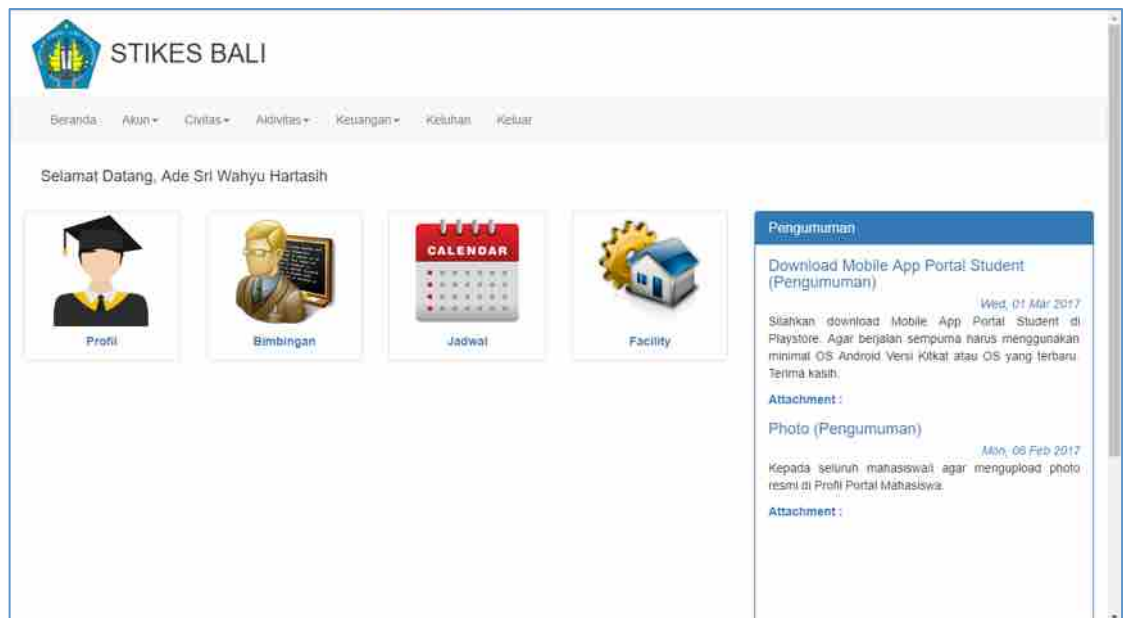 STIKES BALI
Beranda Akun Civitas Aktivitas Keuangan Keluhan Keluar
Selamat Datang, Ade Sri Wahyu Hartasih
CALENDAR
Profil Bimbingan Jadwal Facility
Pengumuman
Download Mobile App Portal Student
(Pengumuman)
Wed, 01 Mar 2017
Silahkan download Mobile App Portal Student di
Playstore. Agar berjalan sempurna harus menggunakan
minimal OS Android Versi Kitkat atau OS yang terbaru.
Terima kasih.
Attachment :
Photo (Pengumuman)
Mon, 06 Feb 2017
Kepada seluruh mahasiswa/i agar mengupload photo
resmi di Profil Portal Mahasiswa.
Attachment :